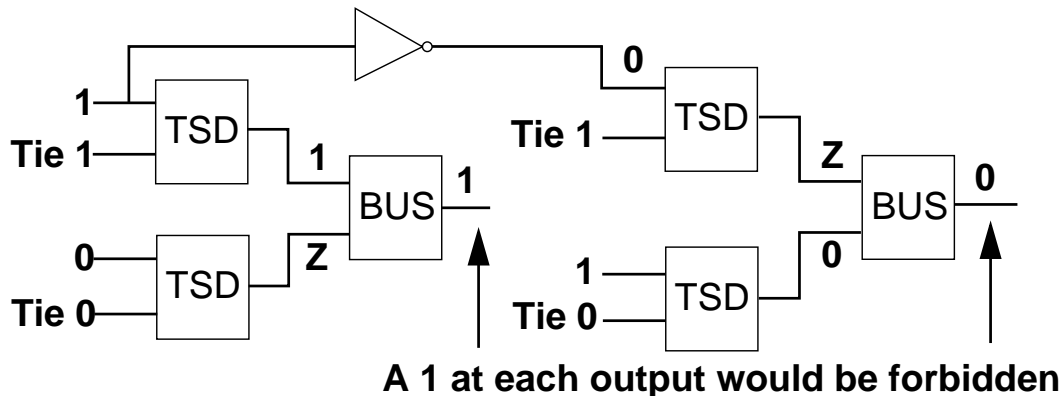 0
1
TSD
TSD
Tie 1
Tie 1
1
1
Z
0
BUS
BUS
0
TSD
Z
1
TSD
0
Tie 0
Tie 0
A 1 at each output would be forbidden